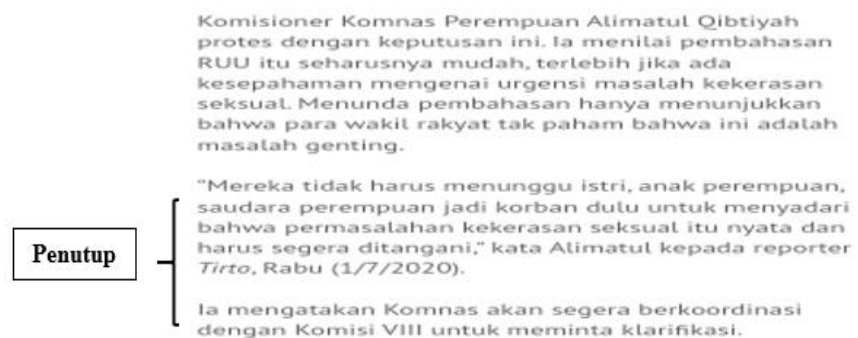 Komisioner Komnas Perempuan Alimatul Qibtiyah
protes dengan keputusan ini. Ia menilai pembahasan
RUU itu seharusnya mudah, terlebih jika ada
kesepahaman mengenai urgensi masalah kekerasan
seksual. Menunda pembahasan hanya menunjukkan
bahwa para wakil rakyat tak paham bahwa ini adalah
masalah genting.
"Mereka tidak harus menunggu istri, anak perempuan,
saudara perempuan jadi korban dulu untuk menyadari
bahwa permasalahan kekerasan seksual itu nyata dan
harus segera ditangani," kata Alimatul kepada reporter
Tirto, Rabu (1/7/2020).
Ia mengatakan Komnas akan segera berkoordinasi
dengan Komisi VIII untuk meminta klarifikasi.
Penutup